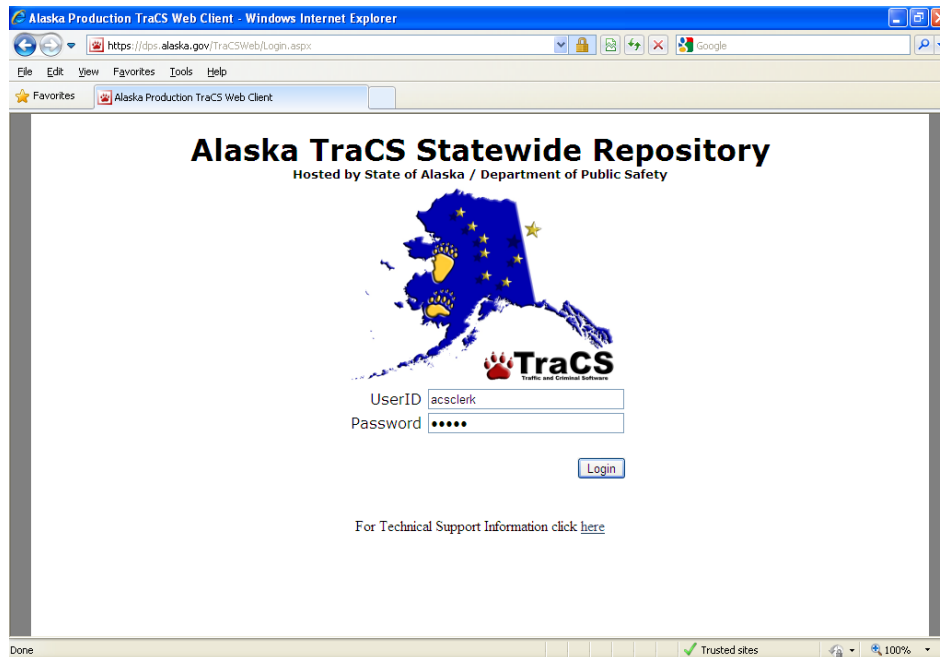 Alaska Production TraCS Web Client - Windows Internet Explorer
https://dps.alaska.gov/TraCSWeb/Login.aspx
Google
File Edit View Favorites Tools Help
Favorites
Alaska Production TraCS Web Client
Alaska TraCS Statewide Repository
Hosted by State of Alaska / Department of Public Safety
TraCS
Traffic and Criminal Software
UserID acsclerk
Password •••••
Login
For Technical Support Information click here
Done
Trusted sites
100%